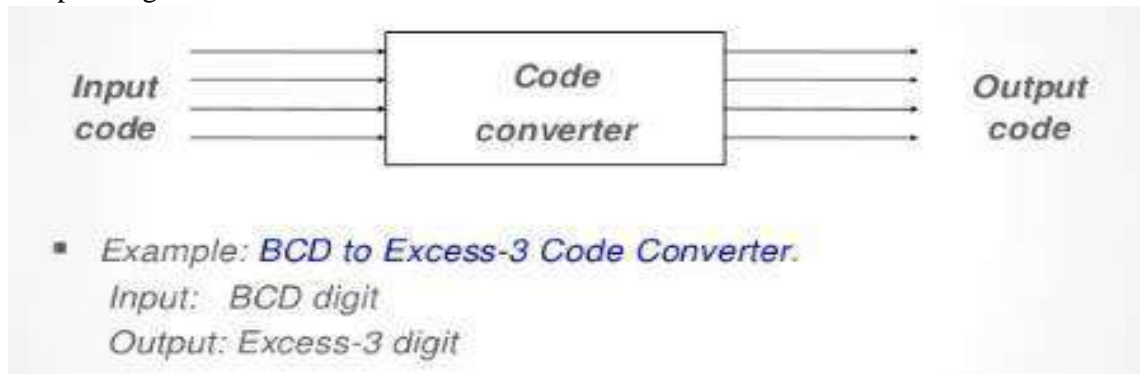 Input
code
Code
converter
Output
code
▪ Example: BCD to Excess-3 Code Converter.
Input: BCD digit
Output: Excess-3 digit